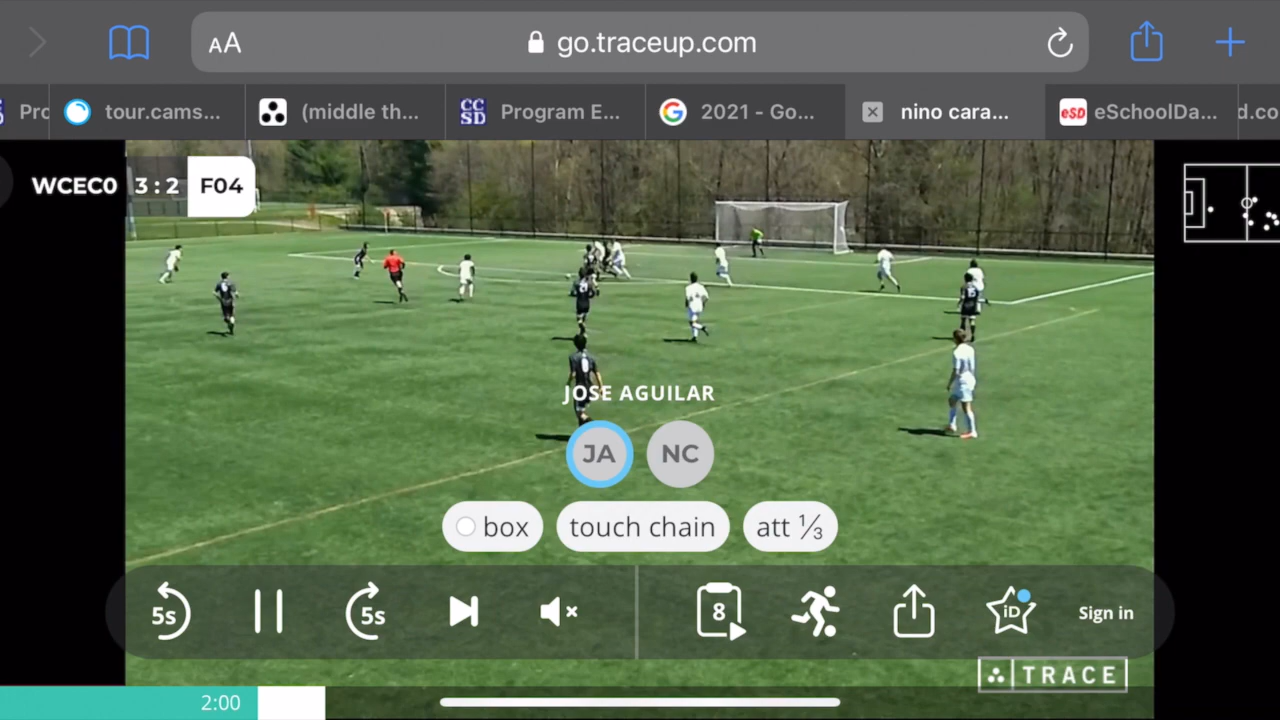 AA go.traceup.com
Pro tour.cams... (middle th... CCSD Program E... 2021 - Go... nino cara... eSD eSchoolDa... d.co
WCEC0 3 : 2 F04
JOSE AGUILAR
JA NC
box touch chain att 1/3
5s 5s 8 iD Sign in
TRACE
2:00